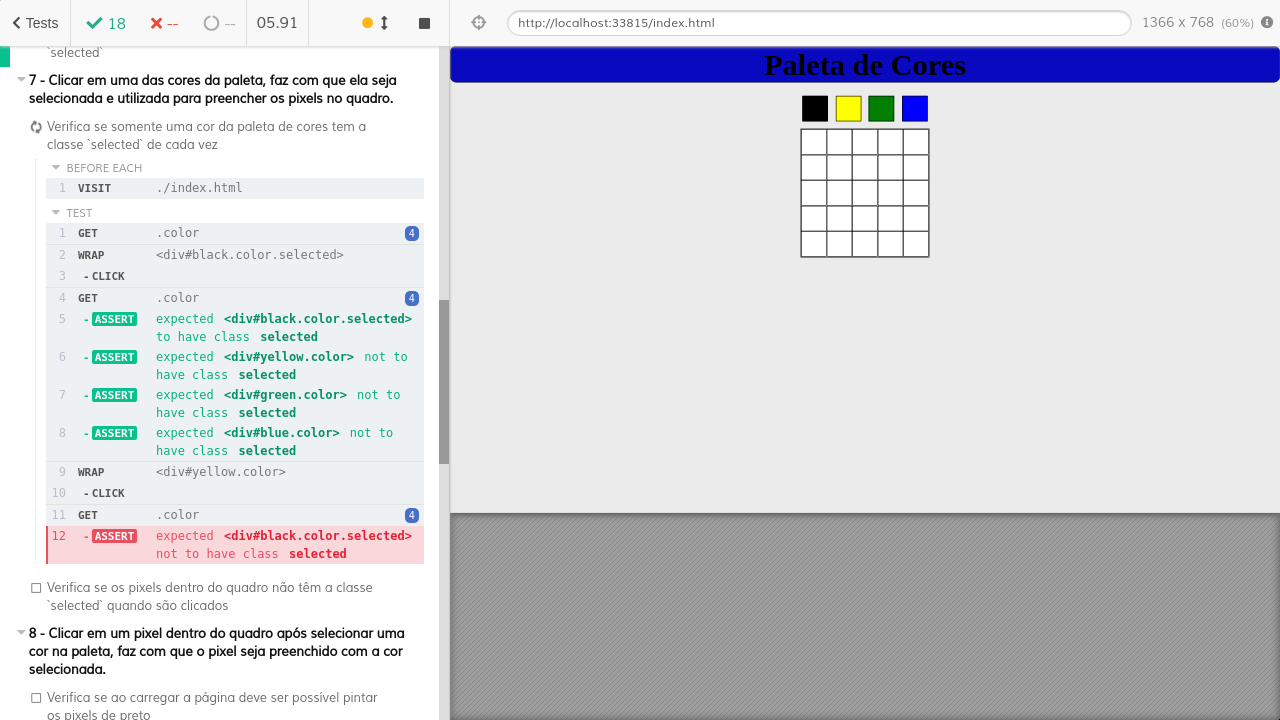 Tests 18 -- -- 05.91 http://localhost:33815/index.html 1366 x 768 (60%)
`selected`
7 - Clicar em uma das cores da paleta, faz com que ela seja
selecionada e utilizada para preencher os pixels no quadro.
Verifica se somente uma cor da paleta de cores tem a
classe `selected` de cada vez
BEFORE EACH
1 VISIT ./index.html
TEST
1 GET .color 4
2 WRAP <div#black.color.selected>
3 - CLICK
4 GET .color 4
5 - ASSERT expected <div#black.color.selected>
to have class selected
6 - ASSERT expected <div#yellow.color> not to
have class selected
7 - ASSERT expected <div#green.color> not to
have class selected
8 - ASSERT expected <div#blue.color> not to
have class selected
9 WRAP <div#yellow.color>
10 - CLICK
11 GET .color 4
12 - ASSERT expected <div#black.color.selected>
not to have class selected
Verifica se os pixels dentro do quadro não têm a classe
`selected` quando são clicados
8 - Clicar em um pixel dentro do quadro após selecionar uma
cor na paleta, faz com que o pixel seja preenchido com a cor
selecionada.
Verifica se ao carregar a página deve ser possível pintar
os pixels de preto
Paleta de Cores